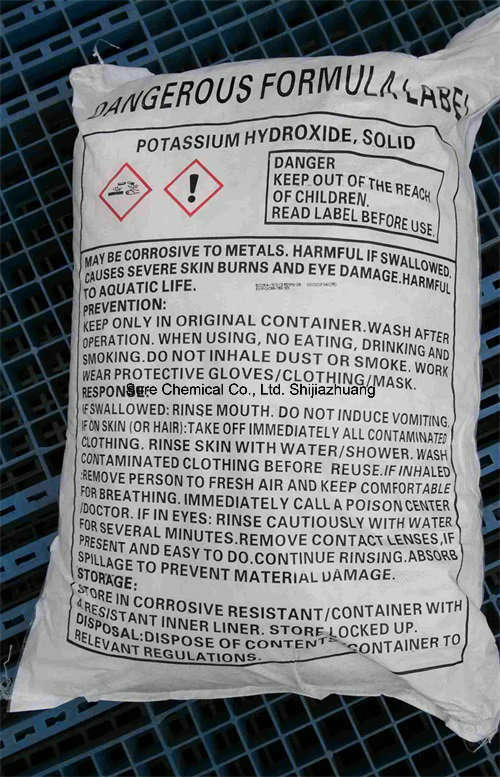 DANGEROUS FORMULA LABEL
POTASSIUM HYDROXIDE, SOLID
DANGER
KEEP OUT OF THE REACH
OF CHILDREN.
READ LABEL BEFORE USE.
MAY BE CORROSIVE TO METALS. HARMFUL IF SWALLOWED.
CAUSES SEVERE SKIN BURNS AND EYE DAMAGE.HARMFUL
TO AQUATIC LIFE.
PREVENTION:
KEEP ONLY IN ORIGINAL CONTAINER.WASH AFTER
OPERATION. WHEN USING, NO EATING, DRINKING AND
SMOKING.DO NOT INHALE DUST OR SMOKE. WORK
WEAR PROTECTIVE GLOVES/CLOTHING/MASK.
RESPONSE:
Sure Chemical Co., Ltd. Shijiazhuang
IF SWALLOWED: RINSE MOUTH. DO NOT INDUCE VOMITING.
IF ON SKIN (OR HAIR):TAKE OFF IMMEDIATELY ALL CONTAMINATED
CLOTHING. RINSE SKIN WITH WATER/SHOWER. WASH
CONTAMINATED CLOTHING BEFORE REUSE.IF INHALED
:REMOVE PERSON TO FRESH AIR AND KEEP COMFORTABLE
FOR BREATHING. IMMEDIATELY CALL A POISON CENTER
/DOCTOR. IF IN EYES: RINSE CAUTIOUSLY WITH WATER
FOR SEVERAL MINUTES.REMOVE CONTACT LENSES,IF
PRESENT AND EASY TO DO.CONTINUE RINSING.ABSORB
SPILLAGE TO PREVENT MATERIAL DAMAGE.
STORAGE:
STORE IN CORROSIVE RESISTANT/CONTAINER WITH
A RESISTANT INNER LINER. STORE LOCKED UP.
DISPOSAL:DISPOSE OF CONTENTS CONTAINER TO
RELEVANT REGULATIONS.